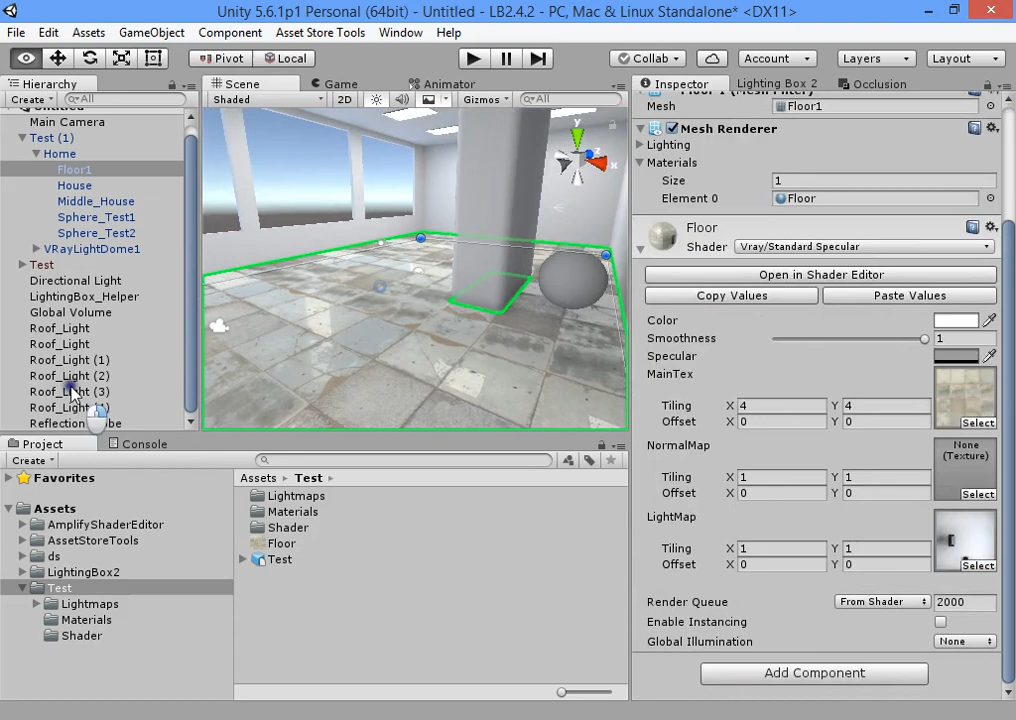 Unity 5.6.1p1 Personal (64bit) - Untitled - LB2.4.2 - PC, Mac & Linux Standalone* <DX11>
File Edit Assets GameObject Component Asset Store Tools Window Help
Pivot Local Collab Account Layers Layout
Hierarchy
Create All
Main Camera
Test (1)
Home
Floor1
House
Middle_House
Sphere_Test1
Sphere_Test2
VRayLightDome1
Test
Directional Light
LightingBox_Helper
Global Volume
Roof_Light
Roof_Light
Roof_Light (1)
Roof_Light (2)
Roof_Light (3)
Scene Game Animator
Shaded 2D Gizmos All
y
x
Project Console
Create
Favorites
Assets
AmplifyShaderEditor
AssetStoreTools
ds
LightingBox2
Test
Lightmaps
Materials
Shader
Assets Test
Lightmaps
Materials
Shader
Floor
Test
Inspector Lighting Box 2 Occlusion
Mesh Floor1
Mesh Renderer
Lighting
Materials
Size 1
Element 0 Floor
Floor
Shader Vray/Standard Specular
Open in Shader Editor
Copy Values Paste Values
Color
Smoothness 1
Specular
MainTex
Tiling X 4 Y 4
Offset X 0 Y 0
Select
NormalMap
None
(Texture)
Tiling X 1 Y 1
Offset X 0 Y 0
Select
LightMap
Tiling X 1 Y 1
Offset X 0 Y 0
Select
Render Queue From Shader 2000
Enable Instancing
Global Illumination None
Add Component